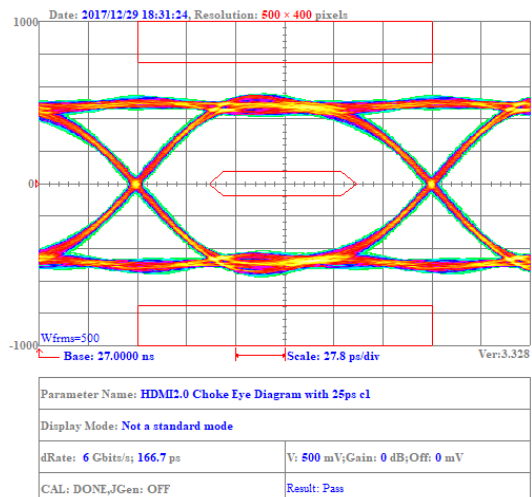 Date: 2017/12/29 18:31:24, Resolution: 500 × 400 pixels
1000
0
-1000
Wfrms=500
Base: 27.0000 ns
Scale: 27.8 ps/div
Ver:3.328
Parameter Name: HDMI2.0 Choke Eye Diagram with 25ps c1
Display Mode: Not a standard mode
dRate: 6 Gbits/s; 166.7 ps
V: 500 mV;Gain: 0 dB;Off: 0 mV
CAL: DONE,JGen: OFF
Result: Pass